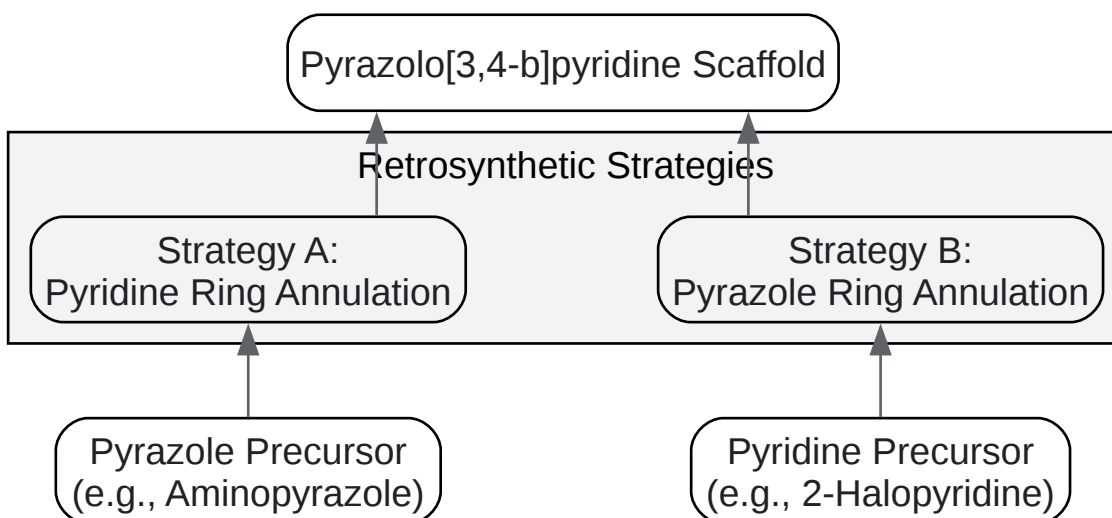 Pyrazolo[3,4-b]pyridine Scaffold
Retrosynthetic Strategies
Strategy A:
Pyridine Ring Annulation
Strategy B:
Pyrazole Ring Annulation
Pyrazole Precursor
(e.g., Aminopyrazole)
Pyridine Precursor
(e.g., 2-Halopyridine)